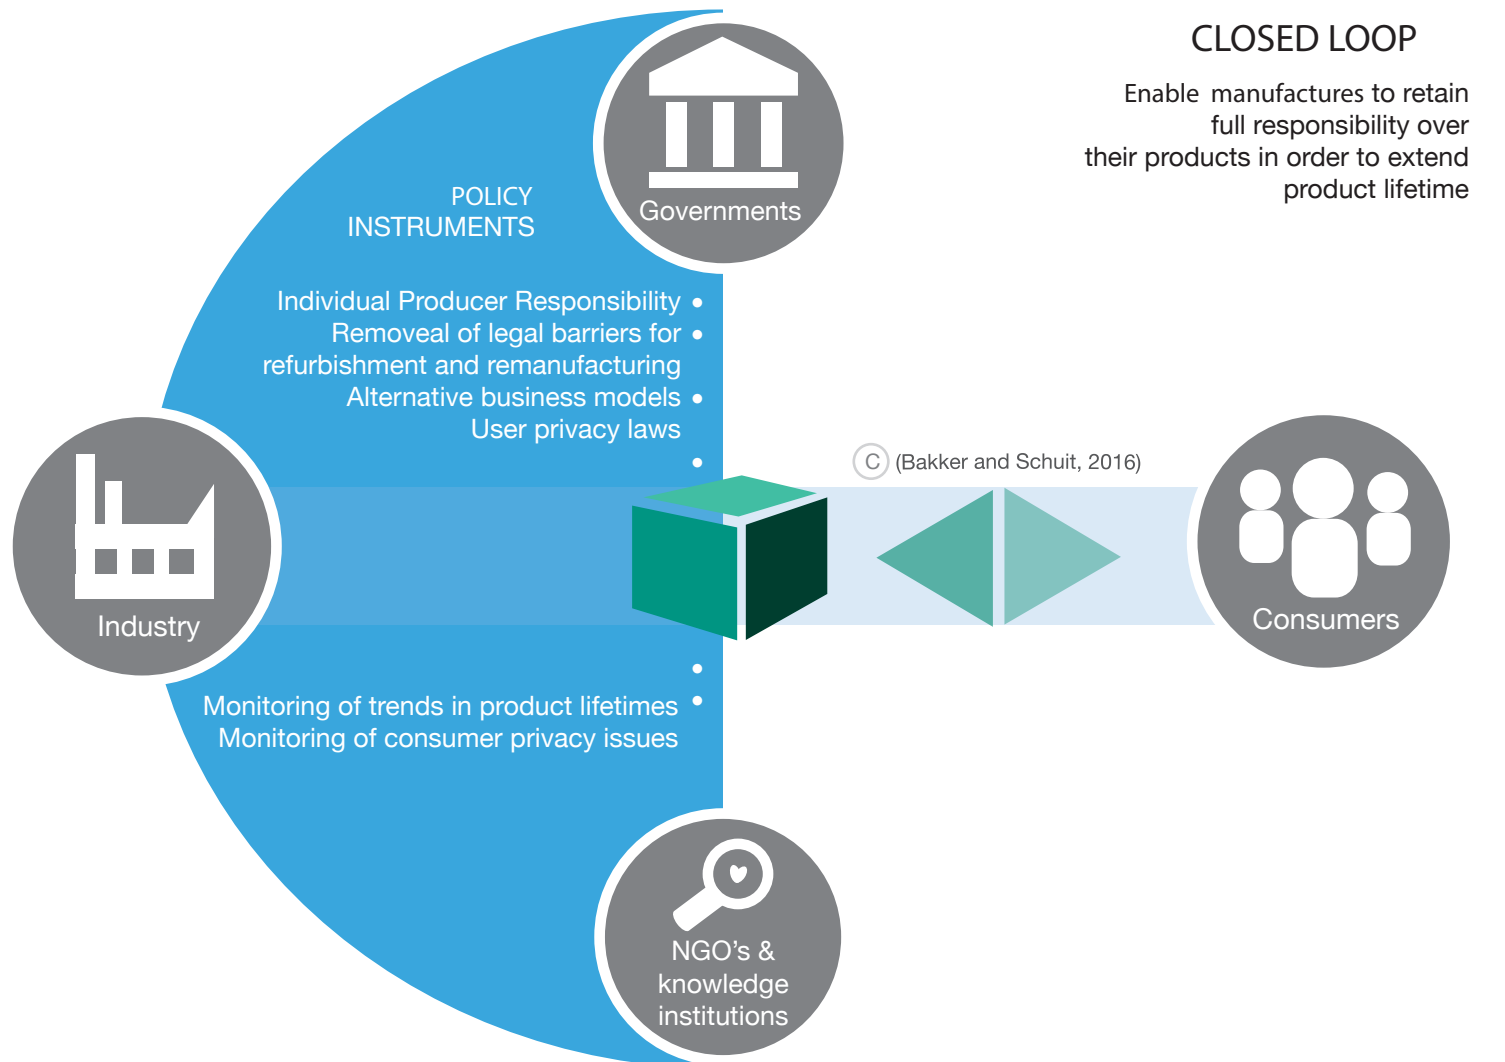 CLOSED LOOP
Enable manufactures to retain
full responsibility over
their products in order to extend
product lifetime
Governments
POLICY
INSTRUMENTS
Individual Producer Responsibility •
Removeal of legal barriers for •
refurbishment and remanufacturing
Alternative business models •
User privacy laws
•
C (Bakker and Schuit, 2016)
Industry
Consumers
•
Monitoring of trends in product lifetimes •
Monitoring of consumer privacy issues
NGO's &
knowledge
institutions